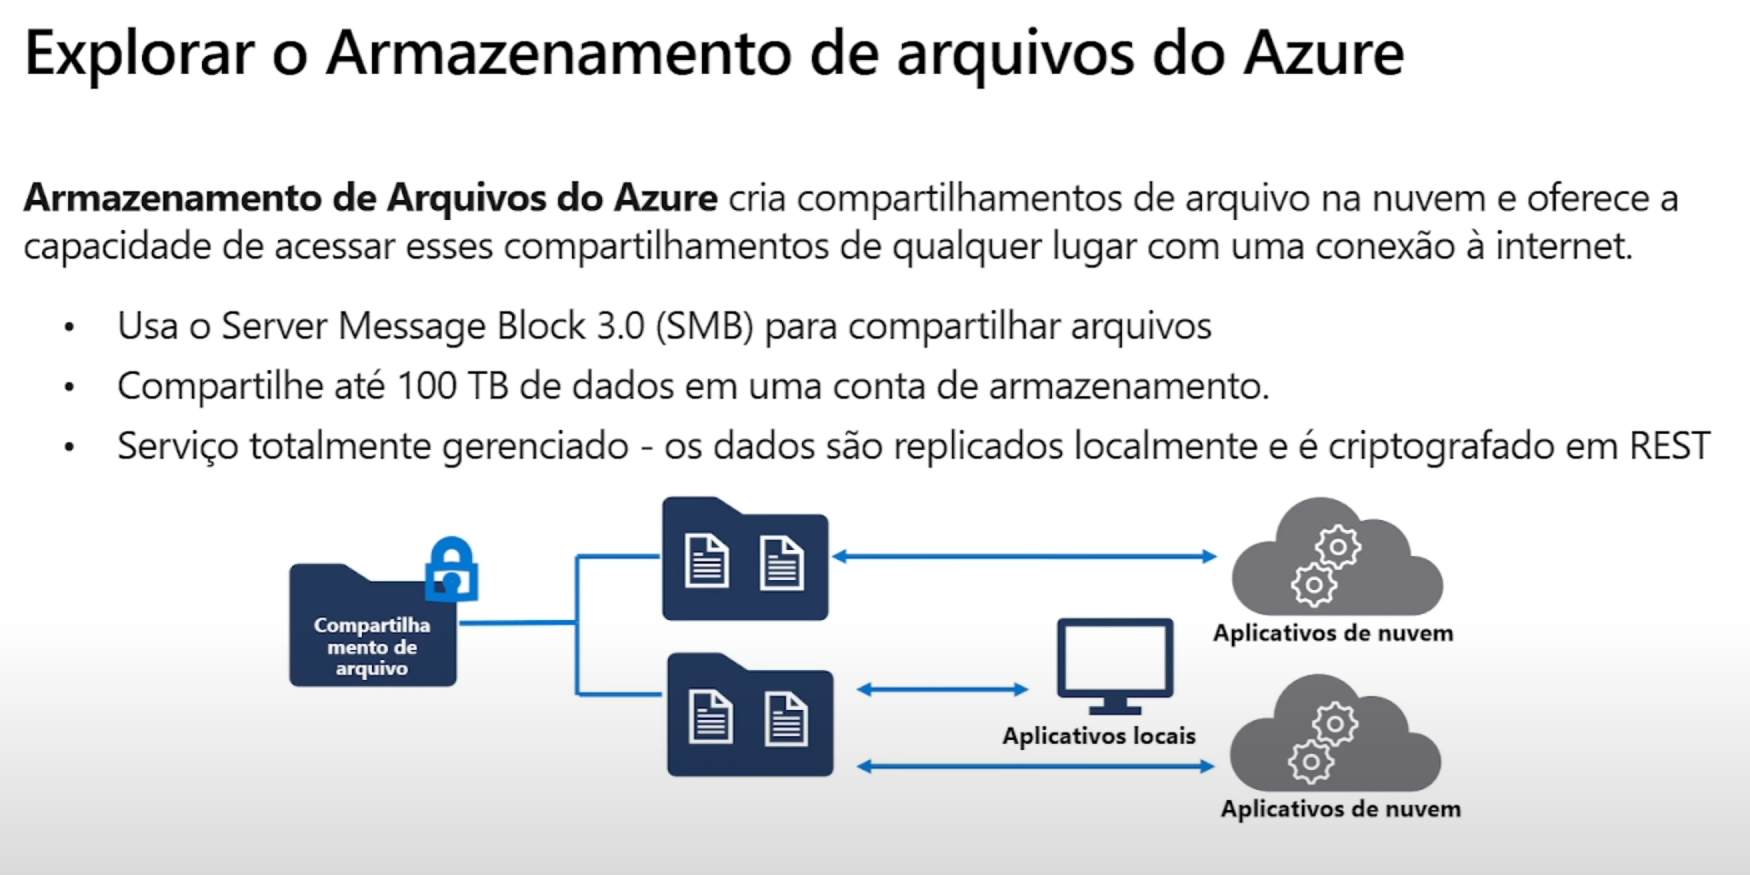 Explorar o Armazenamento de arquivos do Azure
Armazenamento de Arquivos do Azure cria compartilhamentos de arquivo na nuvem e oferece a
capacidade de acessar esses compartilhamentos de qualquer lugar com uma conexão à internet.
• Usa o Server Message Block 3.0 (SMB) para compartilhar arquivos
• Compartilhe até 100 TB de dados em uma conta de armazenamento.
• Serviço totalmente gerenciado - os dados são replicados localmente e é criptografado em REST
Compartilha
mento de
arquivo
Aplicativos de nuvem
Aplicativos locais
Aplicativos de nuvem